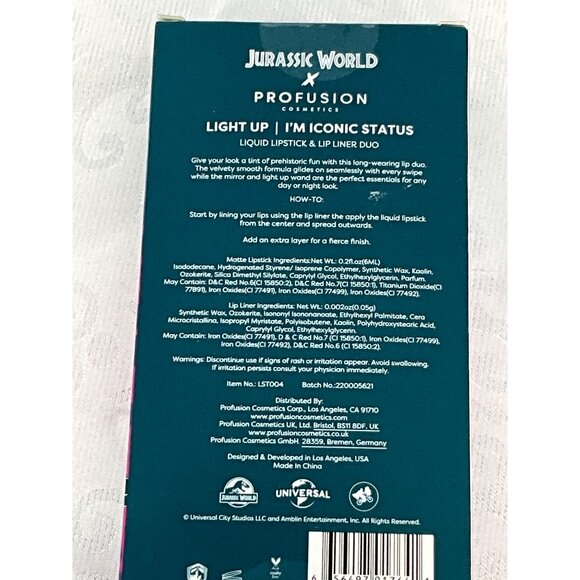 JURASSIC WORLD
X
PROFUSION
COSMETICS
LIGHT UP | I'M ICONIC STATUS
LIQUID LIPSTICK & LIP LINER DUO
Give your look a tint of prehistoric fun with this long-wearing lip duo.
The velvety smooth formula glides on seamlessly with every swipe
while the mirror and light up wand are the perfect essentials for any
day or night look.
HOW-TO:
Start by lining your lips using the lip liner the apply the liquid lipstick
from the center and spread outwards.
Add an extra layer for a fierce finish.
Matte Lipstick Ingredients:Net Wt.: 0.2fl.oz(6ML)
Isododecane, Hydrogenated Styrene/ Isoprene Copolymer, Synthetic Wax, Kaolin,
Ozokerite, Silica Dimethyl Silylate, Caprylyl Glycol, Ethylhexylglycerin, Parfum.
May Contain: D&C Red No.6(CI 15850:2), D&C Red No.7(CI 15850:1), Titanium Dioxide(CI
77891), Iron Oxides(CI 77491), Iron Oxides(CI 77499), Iron Oxides(CI 77492).
Lip Liner Ingredients: Net Wt.: 0.002oz(0.05g)
Synthetic Wax, Ozokerite, Isononyl Isononanoate, Ethylhexyl Palmitate, Cera
Microcristallina, Isopropyl Myristate, Polyisobutene, Kaolin, Polyhydroxystearic Acid,
Caprylyl Glycol, Ethylhexylglycerin.
May Contain: Iron Oxides(CI 77491), D & C Red No.7 (CI 15850:1), Iron Oxides(CI 77499),
Iron Oxides(CI 77492), D&C Red No.6 (CI 15850:2).
Warnings: Discontinue use if signs of rash or irritation appear. Avoid swallowing.
If irritation persists consult your physician immediately.
Item No.: LST004 Batch No.:220005621
Distributed By:
Profusion Cosmetics Corp., Los Angeles, CA 91710
www.profusioncosmetics.com
Profusion Cosmetics UK, Ltd. Bristol, BS11 8DF, UK
www.profusioncosmetics.co.uk
Profusion Cosmetics GmbH. 28359, Bremen, Germany
Designed & Developed in Los Angeles, USA
Made In China
JURASSIC WORLD
UNIVERSAL
© Universal City Studios LLC and Amblin Entertainment, Inc. All Rights Reserved.